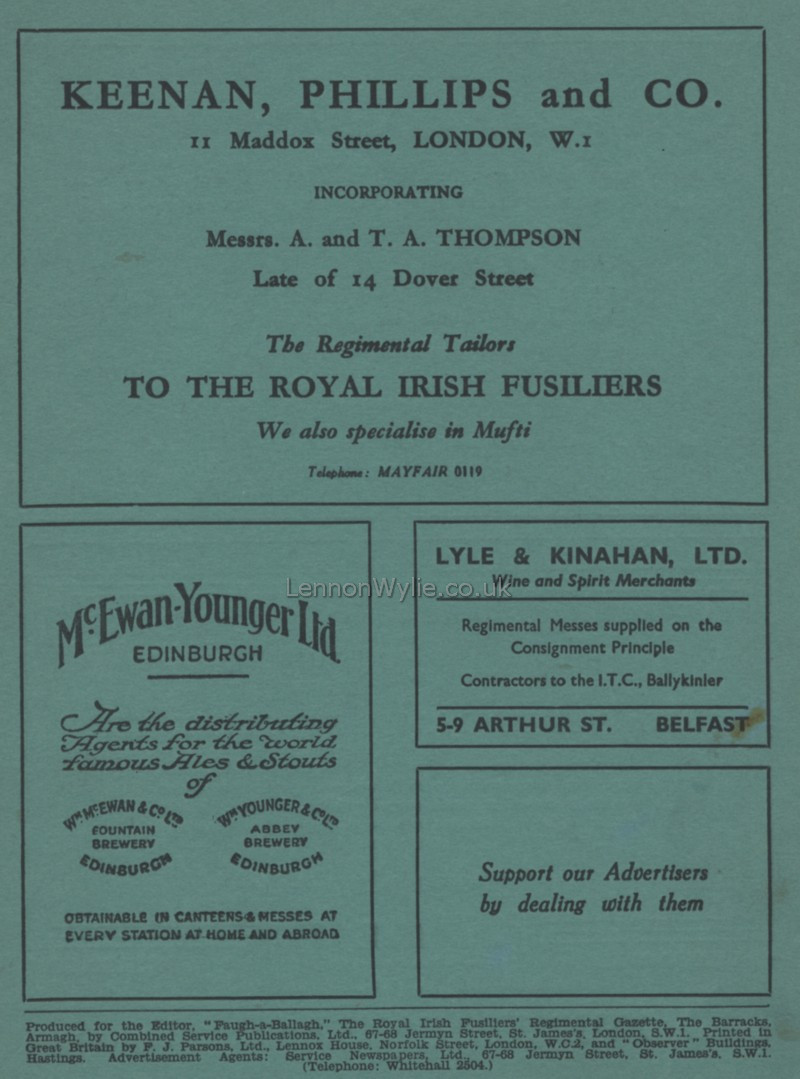 KEENAN, PHILLIPS and CO.
11 Maddox Street, LONDON, W.1
INCORPORATING
Messrs. A. and T. A. THOMPSON
Late of 14 Dover Street
The Regimental Tailors
TO THE ROYAL IRISH FUSILIERS
We also specialise in Mufti
Telephone: MAYFAIR 0119
McEwan-Younger Ltd.
EDINBURGH
Are the distributing
Agents for the world
famous Ales & Stouts
of
Wm McEWAN & Co Ltd
FOUNTAIN
BREWERY
EDINBURGH
Wm YOUNGER & Co Ltd
ABBEY
BREWERY
EDINBURGH
OBTAINABLE IN CANTEENS & MESSES AT
EVERY STATION AT HOME AND ABROAD
LYLE & KINAHAN, LTD.
Wine and Spirit Merchants
LennonWylie.co.uk
Regimental Messes supplied on the
Consignment Principle
Contractors to the I.T.C., Ballykinler
5-9 ARTHUR ST. BELFAST
Support our Advertisers
by dealing with them
Produced for the Editor, "Faugh-a-Ballagh," The Royal Irish Fusiliers' Regimental Gazette, The Barracks,
Armagh, by Combined Service Publications, Ltd., 67-68 Jermyn Street, St. James's, London, S.W.1. Printed in
Great Britain by F. J. Parsons, Ltd., Lennox House, Norfolk Street, London, W.C.2, and "Observer" Buildings,
Hastings. Advertisement Agents: Service Newspapers, Ltd., 67-68 Jermyn Street, St. James's, S.W.1.
(Telephone: Whitehall 2504.)